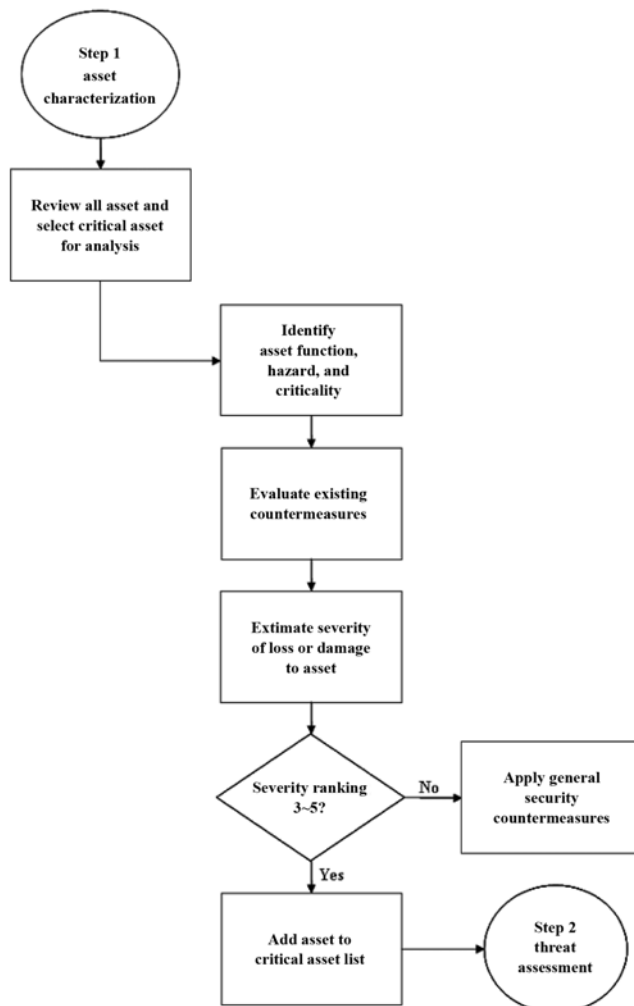 Step 1
asset
characterization
Review all asset and
select critical asset
for analysis
Identify
asset function,
hazard, and
criticality
Evaluate existing
countermeasures
Extimate severity
of loss or damage
to asset
Severity ranking
3~5?
No
Apply general
security
countermeasures
Yes
Add asset to
critical asset list
Step 2
threat
assessment